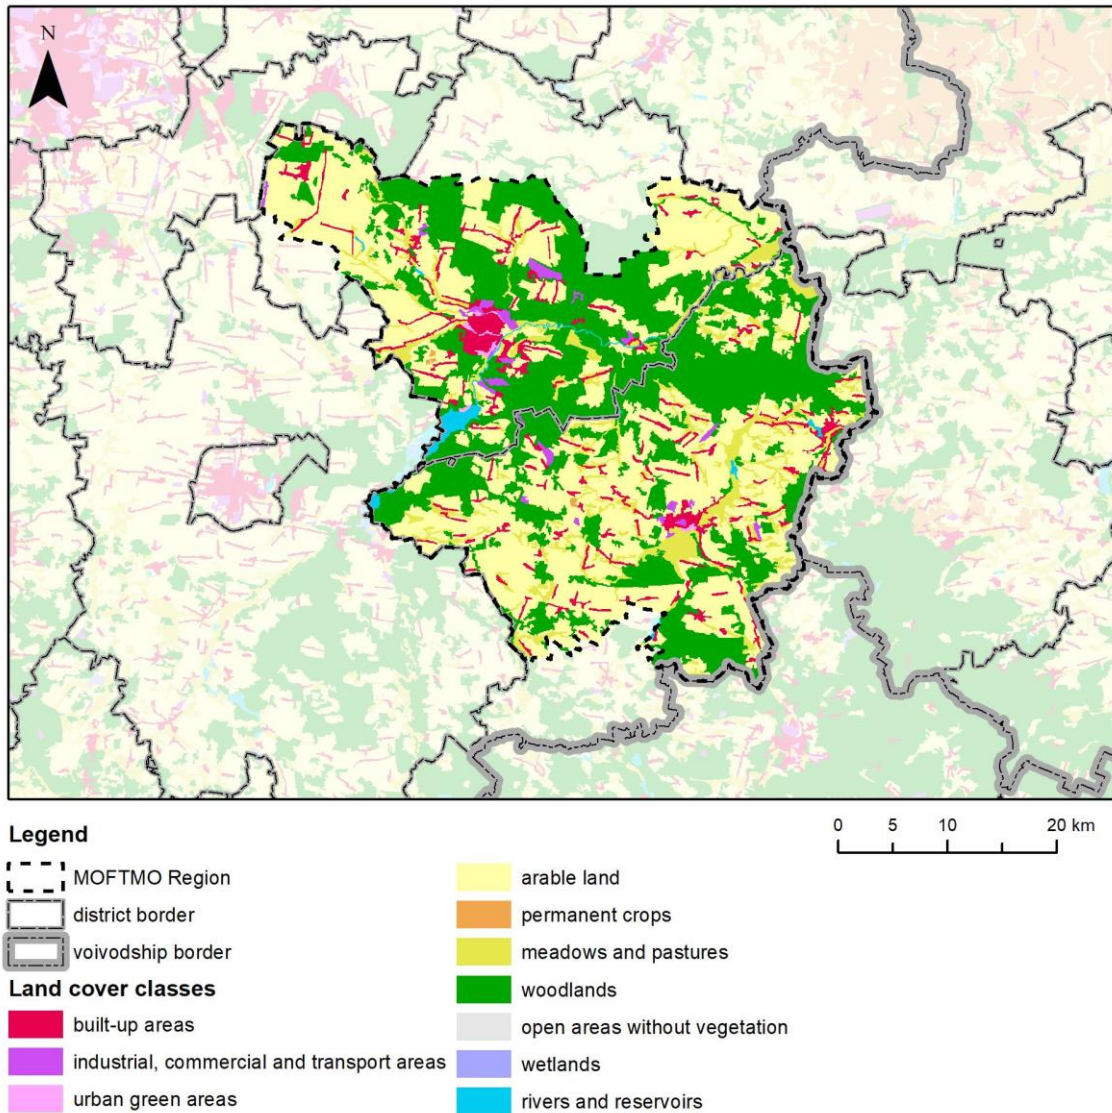 N
Legend
0 5 10 20 km
MOFTMO Region
district border
voivodship border
Land cover classes
built-up areas
industrial, commercial and transport areas
urban green areas
arable land
permanent crops
meadows and pastures
woodlands
open areas without vegetation
wetlands
rivers and reservoirs